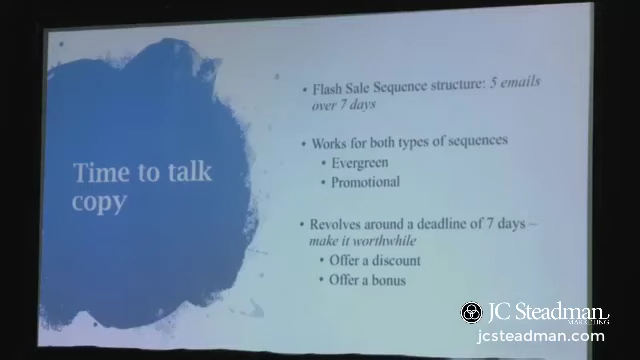 Time to talk
copy
• Flash Sale Sequence structure: 5 emails
over 7 days
• Works for both types of sequences
• Evergreen
• Promotional
• Revolves around a deadline of 7 days –
make it worthwhile
• Offer a discount
• Offer a bonus
JC Steadman
MARKETING
jcsteadman.com